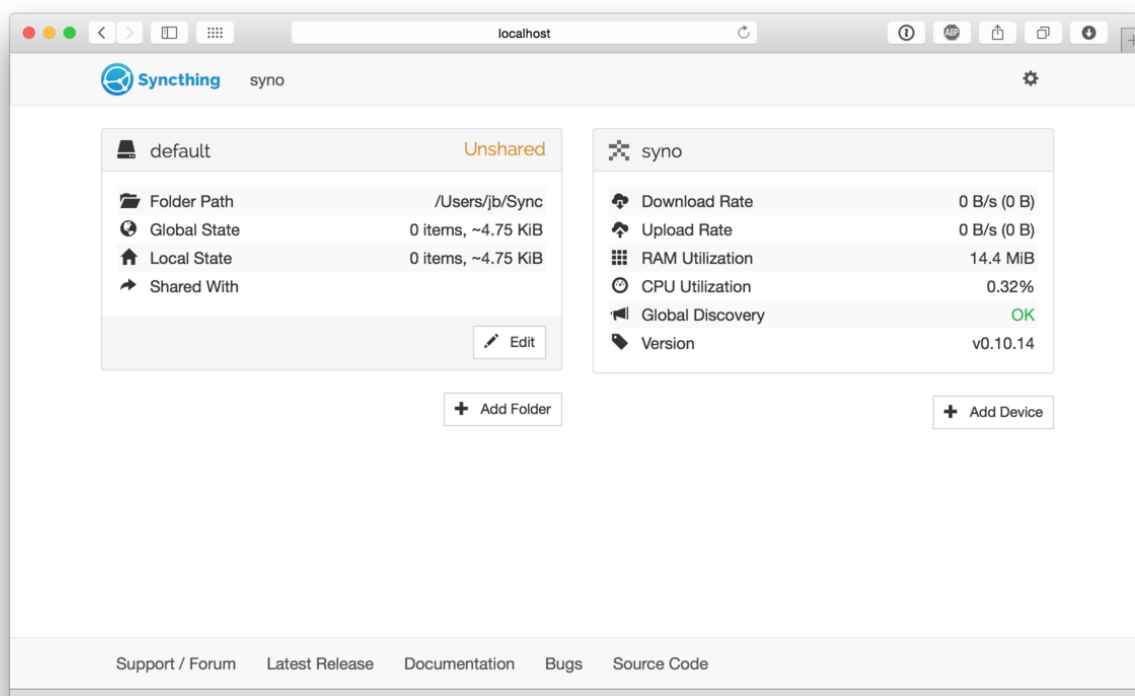 localhost
ABP
Syncthing syno
default Unshared
Folder Path /Users/jb/Sync
Global State 0 items, ~4.75 KiB
Local State 0 items, ~4.75 KiB
Shared With
Edit
Add Folder
syno
Download Rate 0 B/s (0 B)
Upload Rate 0 B/s (0 B)
RAM Utilization 14.4 MiB
CPU Utilization 0.32%
Global Discovery OK
Version v0.10.14
Add Device
Support / Forum Latest Release Documentation Bugs Source Code